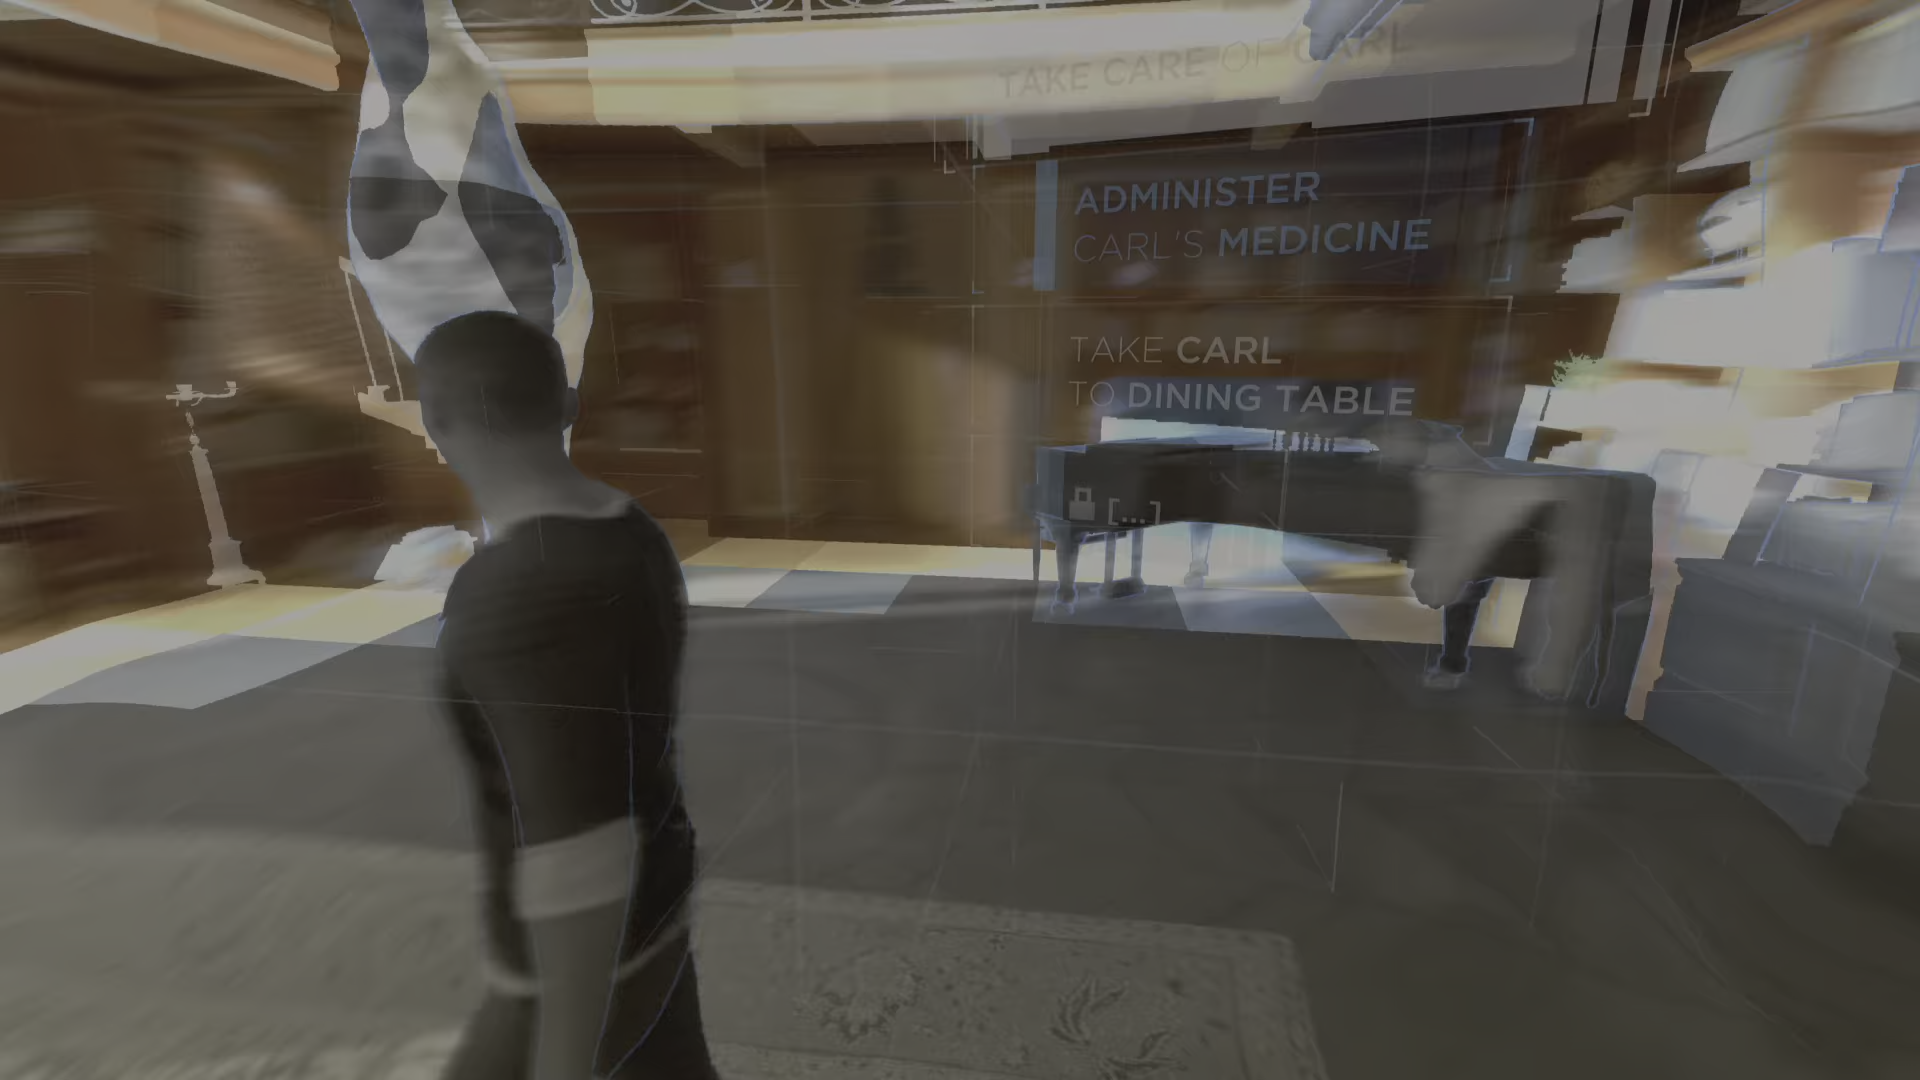 TAKE CARE OF CARL
ADMINISTER
CARL'S MEDICINE
TAKE CARL
TO DINING TABLE
[...]